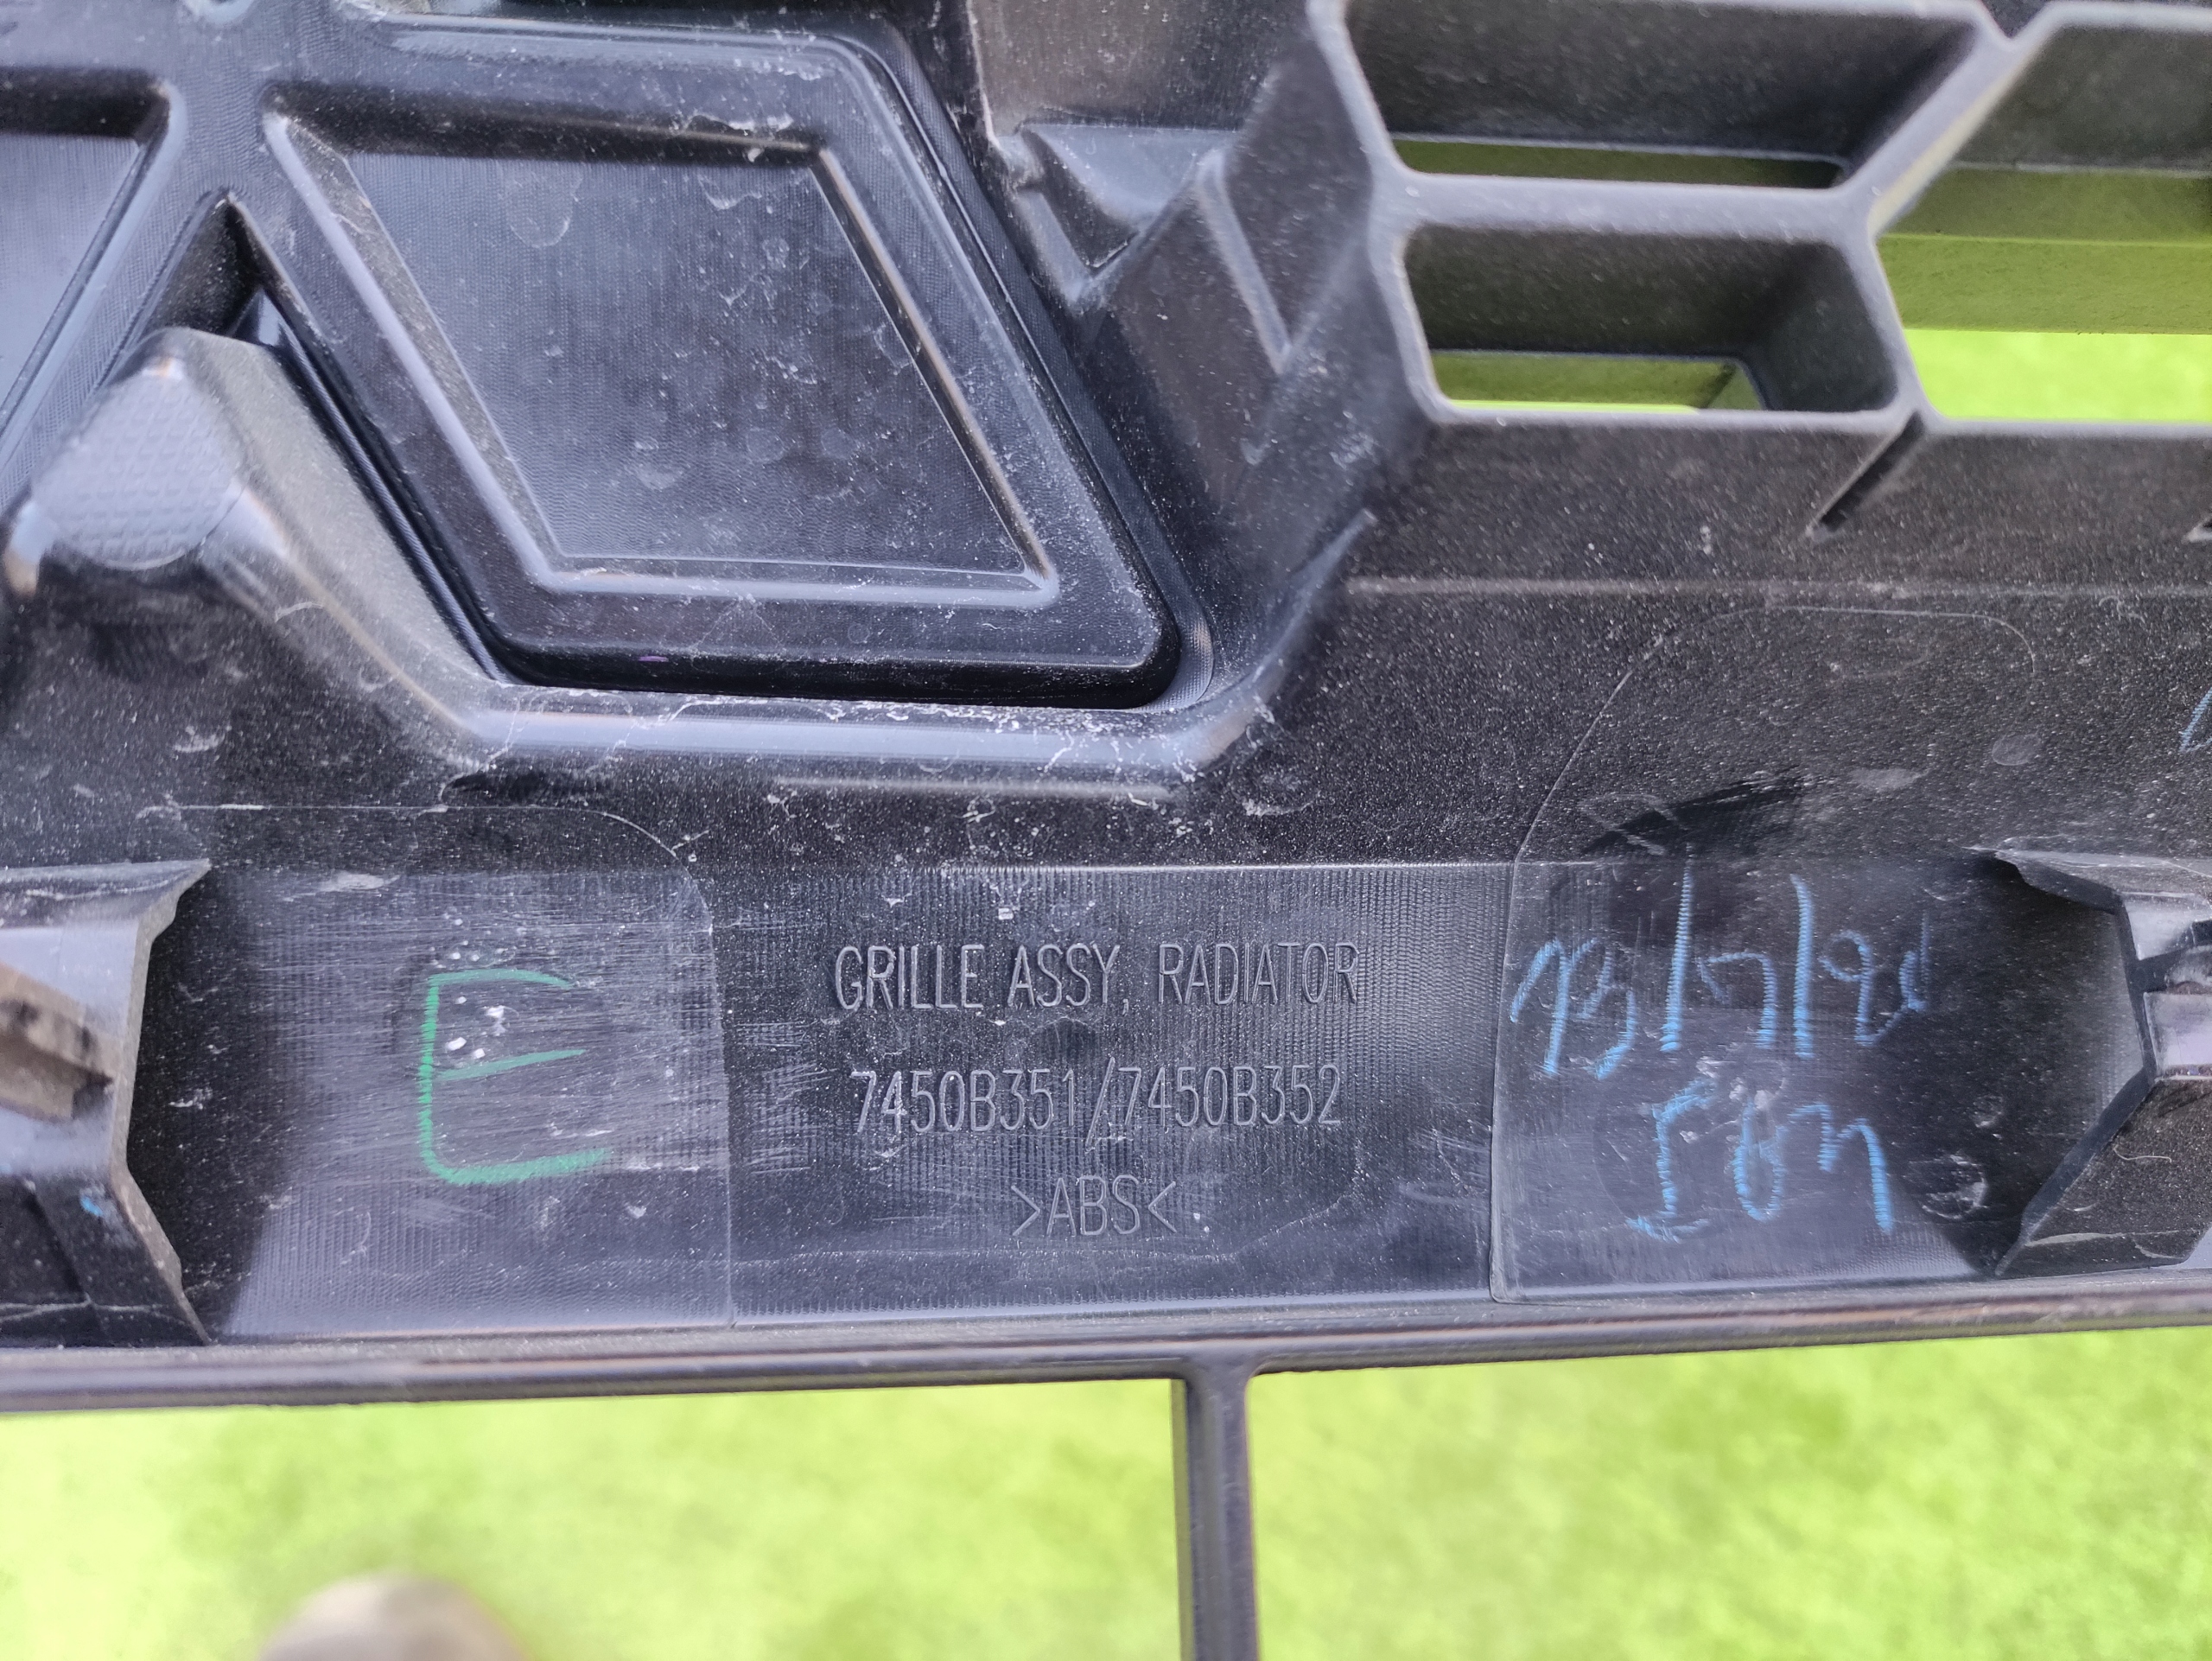 GRILLE ASSY, RADIATOR
7450B351/7450B352
>ABS<
E